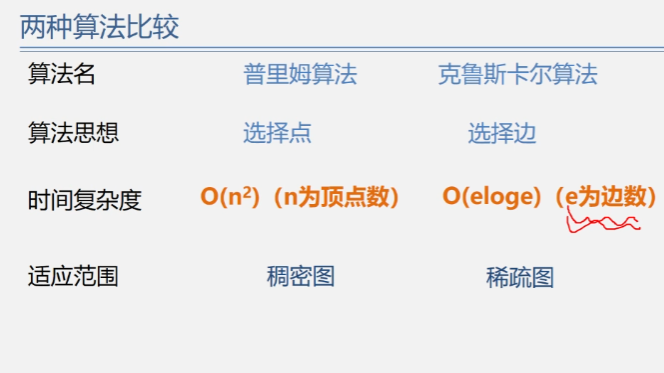 两种算法比较
算法名 普里姆算法 克鲁斯卡尔算法
算法思想 选择点 选择边
时间复杂度 O(n²)（n为顶点数） O(eloge)（e为边数）
适应范围 稠密图 稀疏图